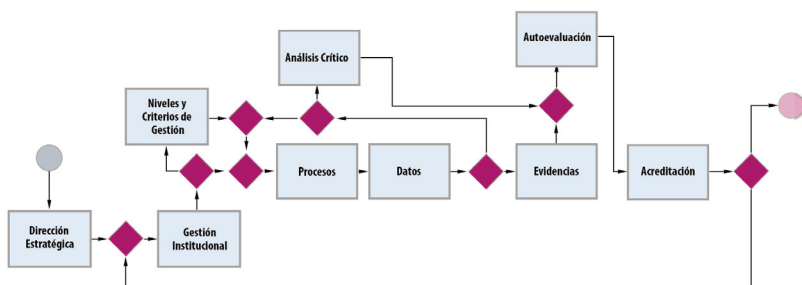 Análisis Crítico
Autoevaluación
Niveles y
Criterios de
Gestión
Procesos
Datos
Evidencias
Acreditación
Dirección
Estratégica
Gestión
Institucional